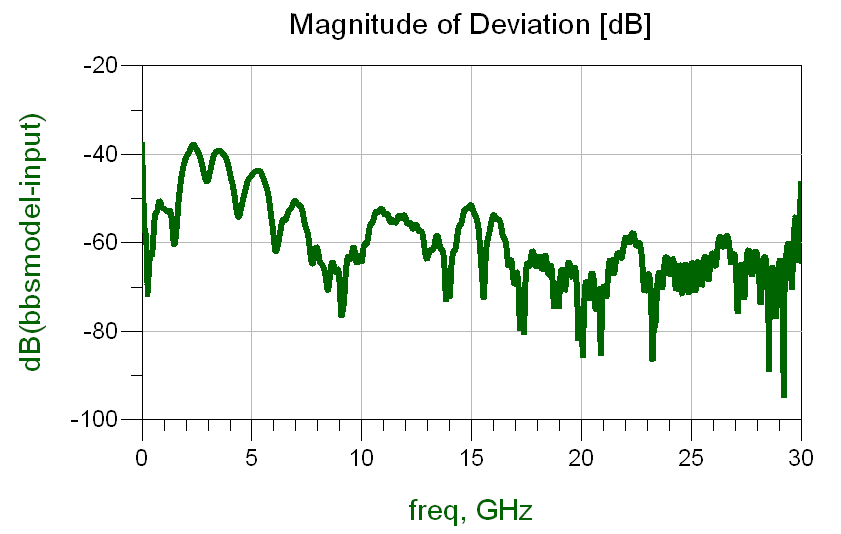 Magnitude of Deviation [dB]
dB(bbsmodel-input)
-20
-40
-60
-80
-100
0 5 10 15 20 25 30
freq, GHz